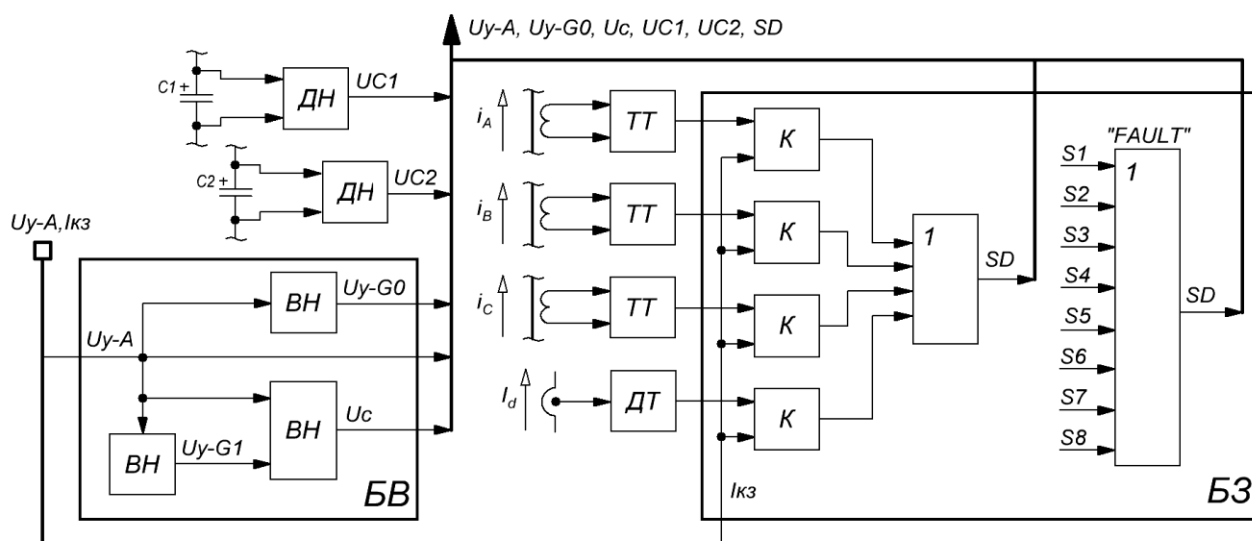 Uy-A, Uy-G0, Uc, UC1, UC2, SD
C1 +
ДН
UC1
C2 +
ДН
UC2
Uy-A,Iкз
ВН
Uy-G0
Uy-A
ВН
Uc
ВН
Uy-G1
БВ
iA
ТТ
К
iB
ТТ
К
iC
ТТ
К
Id
ДТ
К
Iкз
1
SD
"FAULT"
1
S1
S2
S3
S4
S5
S6
S7
S8
SD
БЗ